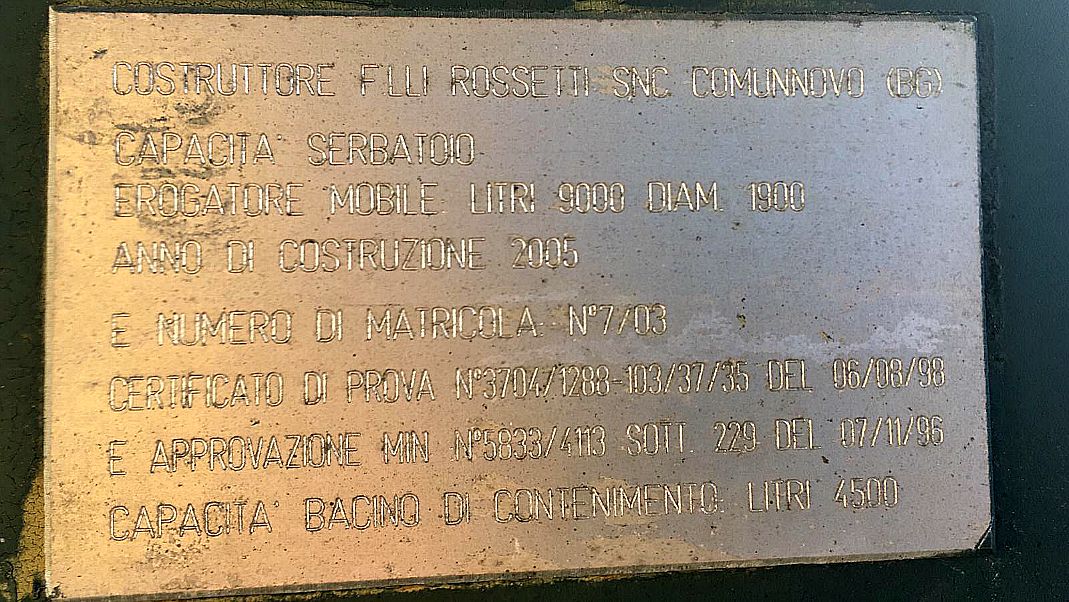 COSTRUTTORE F.LLI ROSSETTI SNC COMUNNOVO (BG)
CAPACITA' SERBATOIO
EROGATORE MOBILE: LITRI 9000 DIAM. 1900
ANNO DI COSTRUZIONE 2005
E NUMERO DI MATRICOLA: N°7/03
CERTIFICATO DI PROVA N°3704/1288-103/37/35 DEL 06/08/98
E APPROVAZIONE MIN. N°5833/4113 SOTT. 229 DEL 07/11/96
CAPACITA' BACINO DI CONTENIMENTO: LITRI 4500